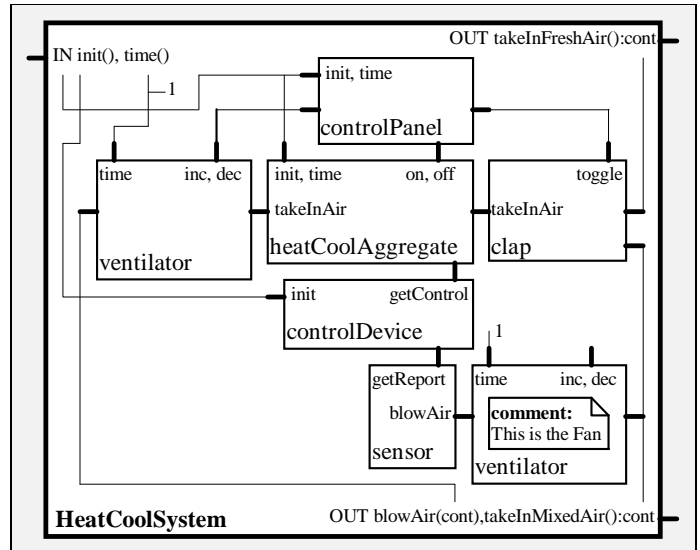 OUT takeInFreshAir():cont
IN init(), time()
1
init, time
controlPanel
time
inc, dec
init, time
on, off
toggle
takeInAir
takeInAir
ventilator
heatCoolAggregate
clap
init
getControl
controlDevice
1
getReport
time
inc, dec
blowAir
comment:
This is the Fan
sensor
ventilator
HeatCoolSystem
OUT blowAir(cont),takeInMixedAir():cont